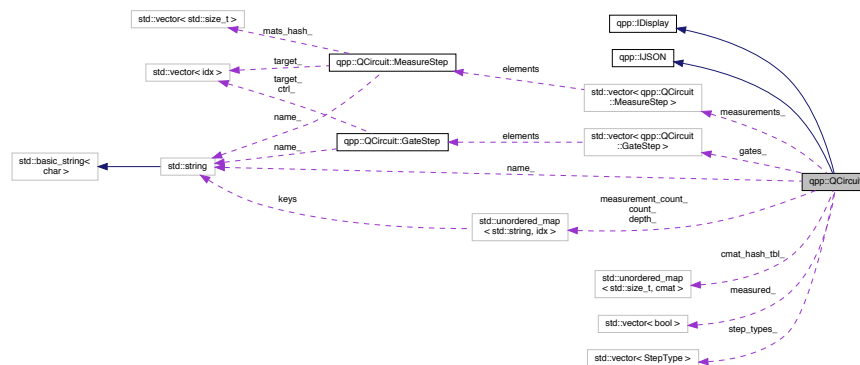 std::vector< std::size_t >
mats_hash_
qpp::IDisplay
qpp::QCircuit::MeasureStep
qpp::IJSON
std::vector< idx >
target_
elements
target_
ctrl_
std::vector< qpp::QCircuit
::MeasureStep >
measurements_
name_
qpp::QCircuit::GateStep
elements
std::vector< qpp::QCircuit
::GateStep >
gates_
name_
std::basic_string<
char >
std::string
name_
qpp::QCircuit
keys
std::unordered_map
< std::string, idx >
measurement_count_
count_
depth_
cmat_hash_tbl_
std::unordered_map
< std::size_t, cmat >
measured_
std::vector< bool >
step_types_
std::vector< StepType >